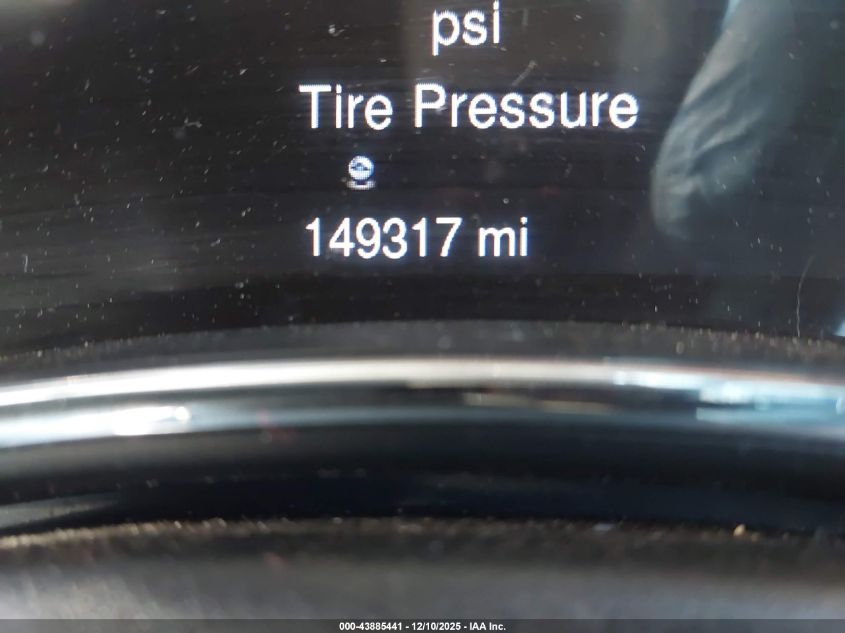 psi
Tire Pressure
149317 mi
000-43885441 - 12/10/2025 - IAA Inc.